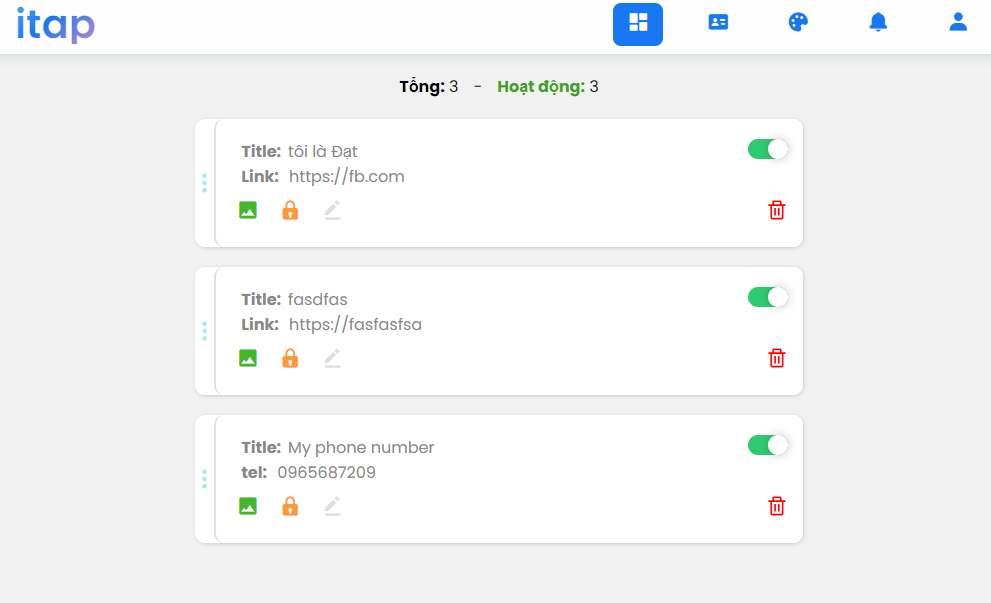 itap
Tổng: 3 - Hoạt động: 3
Title: tôi là Đạt
Link: https://fb.com
Title: fasdfas
Link: https://fasfasfsa
Title: My phone number
tel: 0965687209